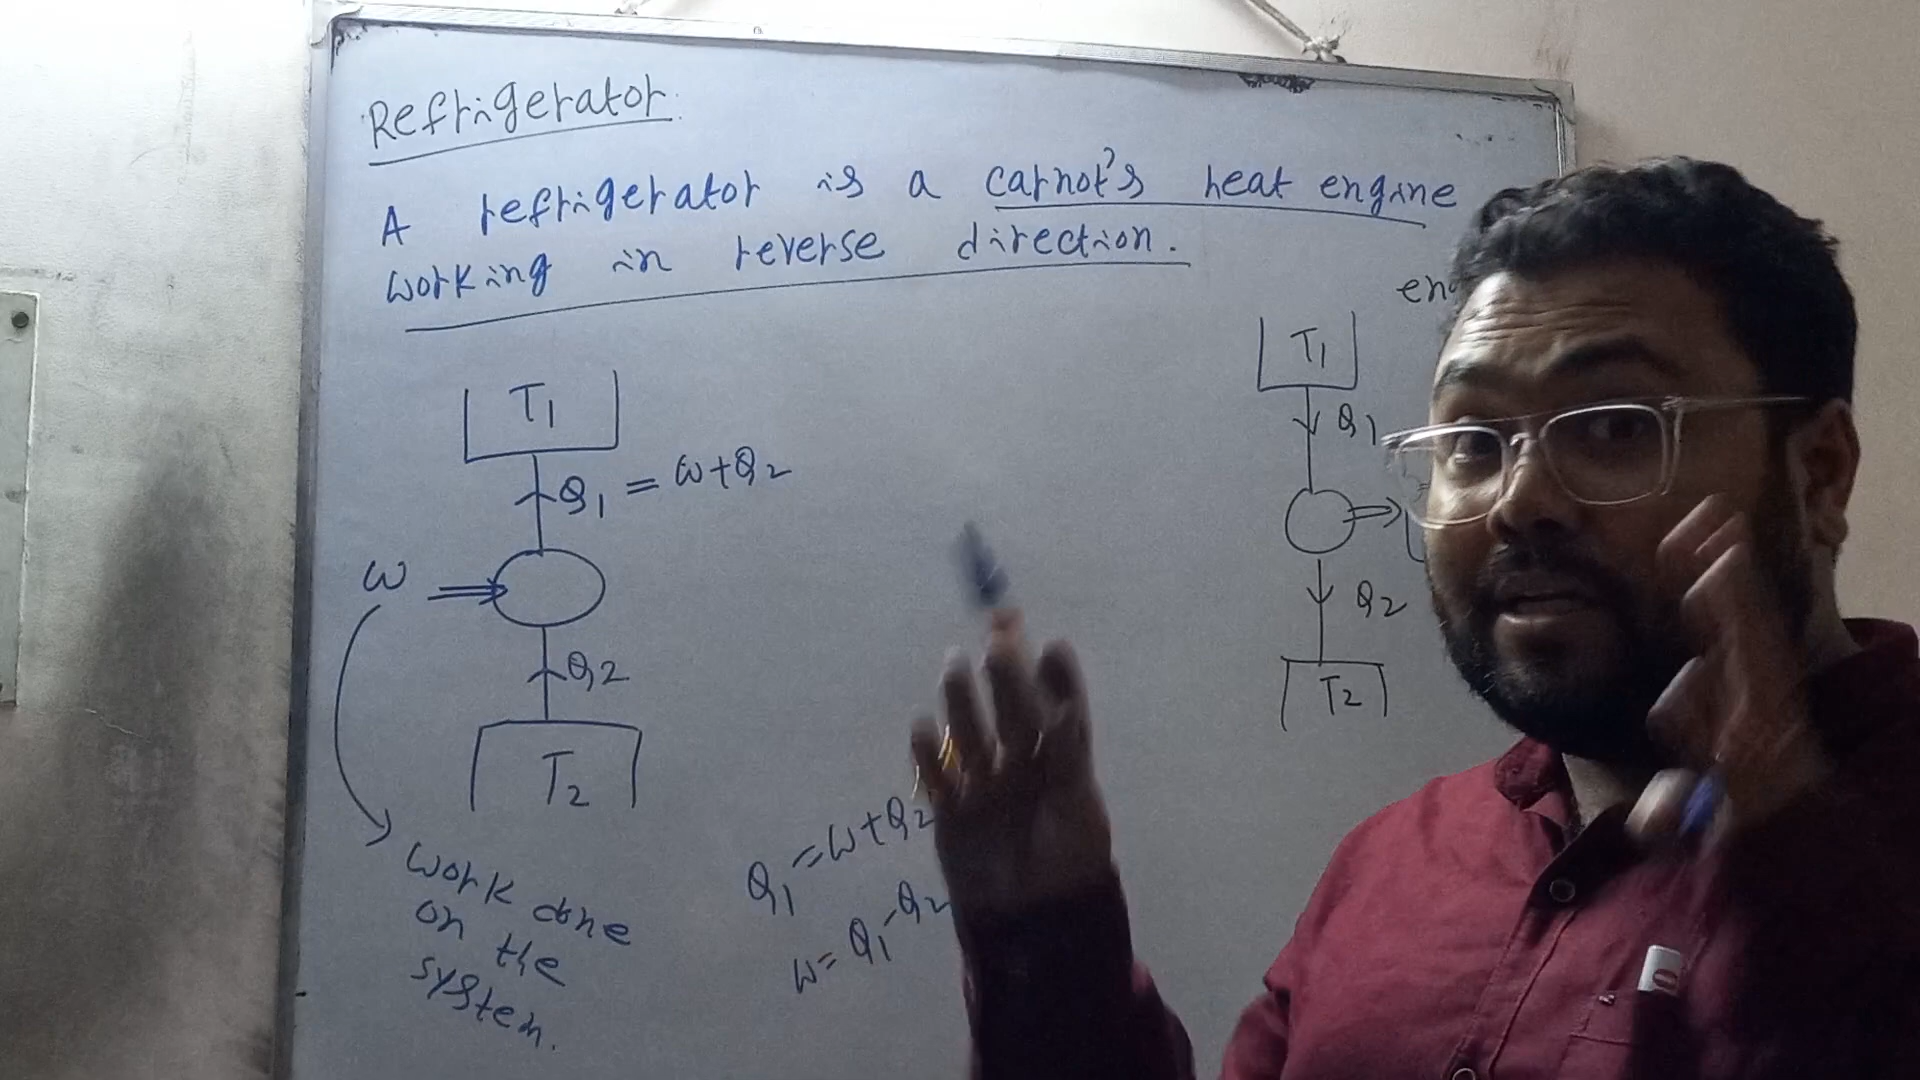 Refrigerator
A refrigerator is a carnot's heat engine
working in reverse direction.
T1
Q1 = W+Q2
W
Q2
T2
work done
on the
system.
Q1 = W+Q2
W = Q1-Q2
T1
Q1
Q2
T2